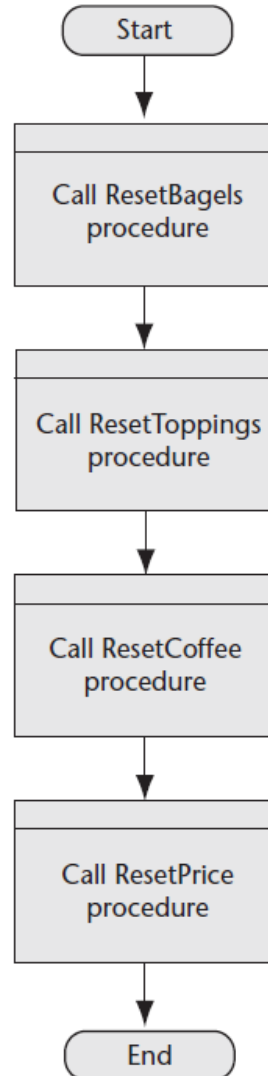 Start
Call ResetBagels
procedure
Call ResetToppings
procedure
Call ResetCoffee
procedure
Call ResetPrice
procedure
End